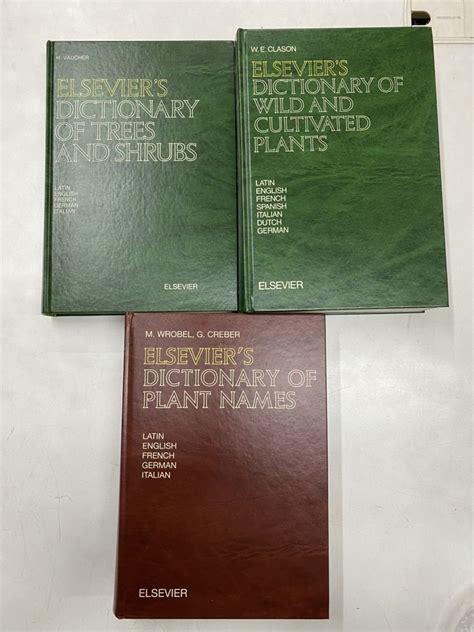 H. VAUCHER
ELSEVIER'S
DICTIONARY
OF TREES
AND SHRUBS
LATIN
ENGLISH
FRENCH
GERMAN
ITALIAN
ELSEVIER
W. E. CLASON
ELSEVIER'S
DICTIONARY OF
WILD AND
CULTIVATED
PLANTS
LATIN
ENGLISH
FRENCH
SPANISH
ITALIAN
DUTCH
GERMAN
ELSEVIER
M. WROBEL, G. CREBER
ELSEVIER'S
DICTIONARY OF
PLANT NAMES
LATIN
ENGLISH
FRENCH
GERMAN
ITALIAN
ELSEVIER